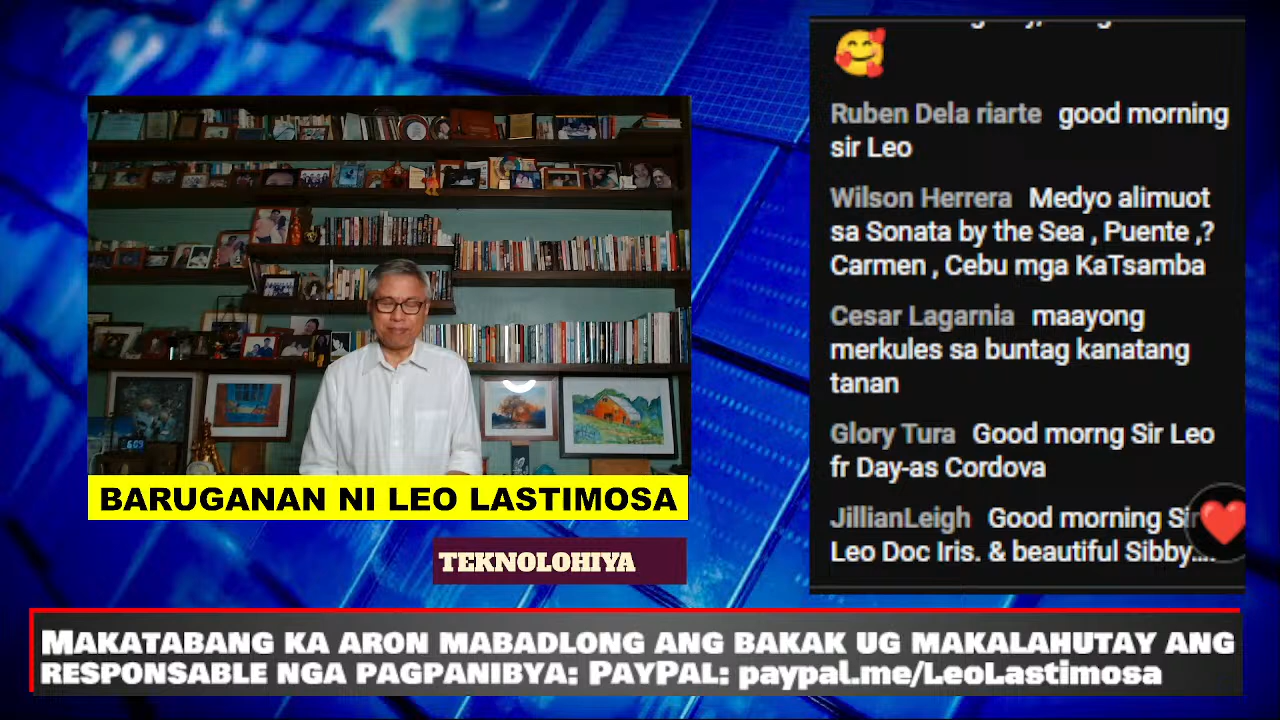 Ruben Dela riarte good morning
sir Leo
Wilson Herrera Medyo alimuot
sa Sonata by the Sea , Puente ,?
Carmen , Cebu mga KaTsamba
Cesar Lagarnia maayong
merkules sa buntag kanatang
tanan
Glory Tura Good morng Sir Leo
fr Day-as Cordova
JillianLeigh Good morning Sir
Leo Doc Iris. & beautiful Sibby....
6:09
BARUGANAN NI LEO LASTIMOSA
TEKNOLOHIYA
MAKATABANG KA ARON MABADLONG ANG BAKAK UG MAKALAHUTAY ANG
RESPONSABLE NGA PAGPANIBYA: PAYPAL: paypal.me/LeoLastimosa